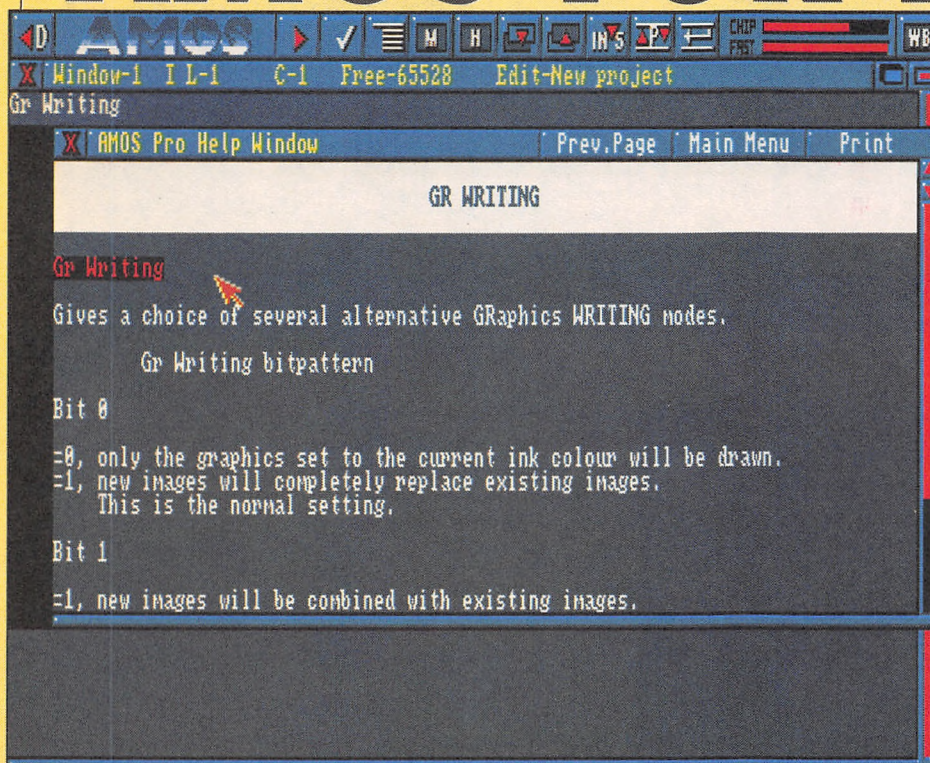 AMOS M H IN'S P CHIP FAST WB
X Window-1 I L-1 C-1 Free-65528 Edit-New project
Gr Writing
X AMOS Pro Help Window Prev.Page Main Menu Print
GR WRITING
Gr Writing
Gives a choice of several alternative GRaphics WRITING modes.
Gr Writing bitpattern
Bit 0
=0, only the graphics set to the current ink colour will be drawn.
=1, new images will completely replace existing images.
This is the normal setting.
Bit 1
=1, new images will be combined with existing images.